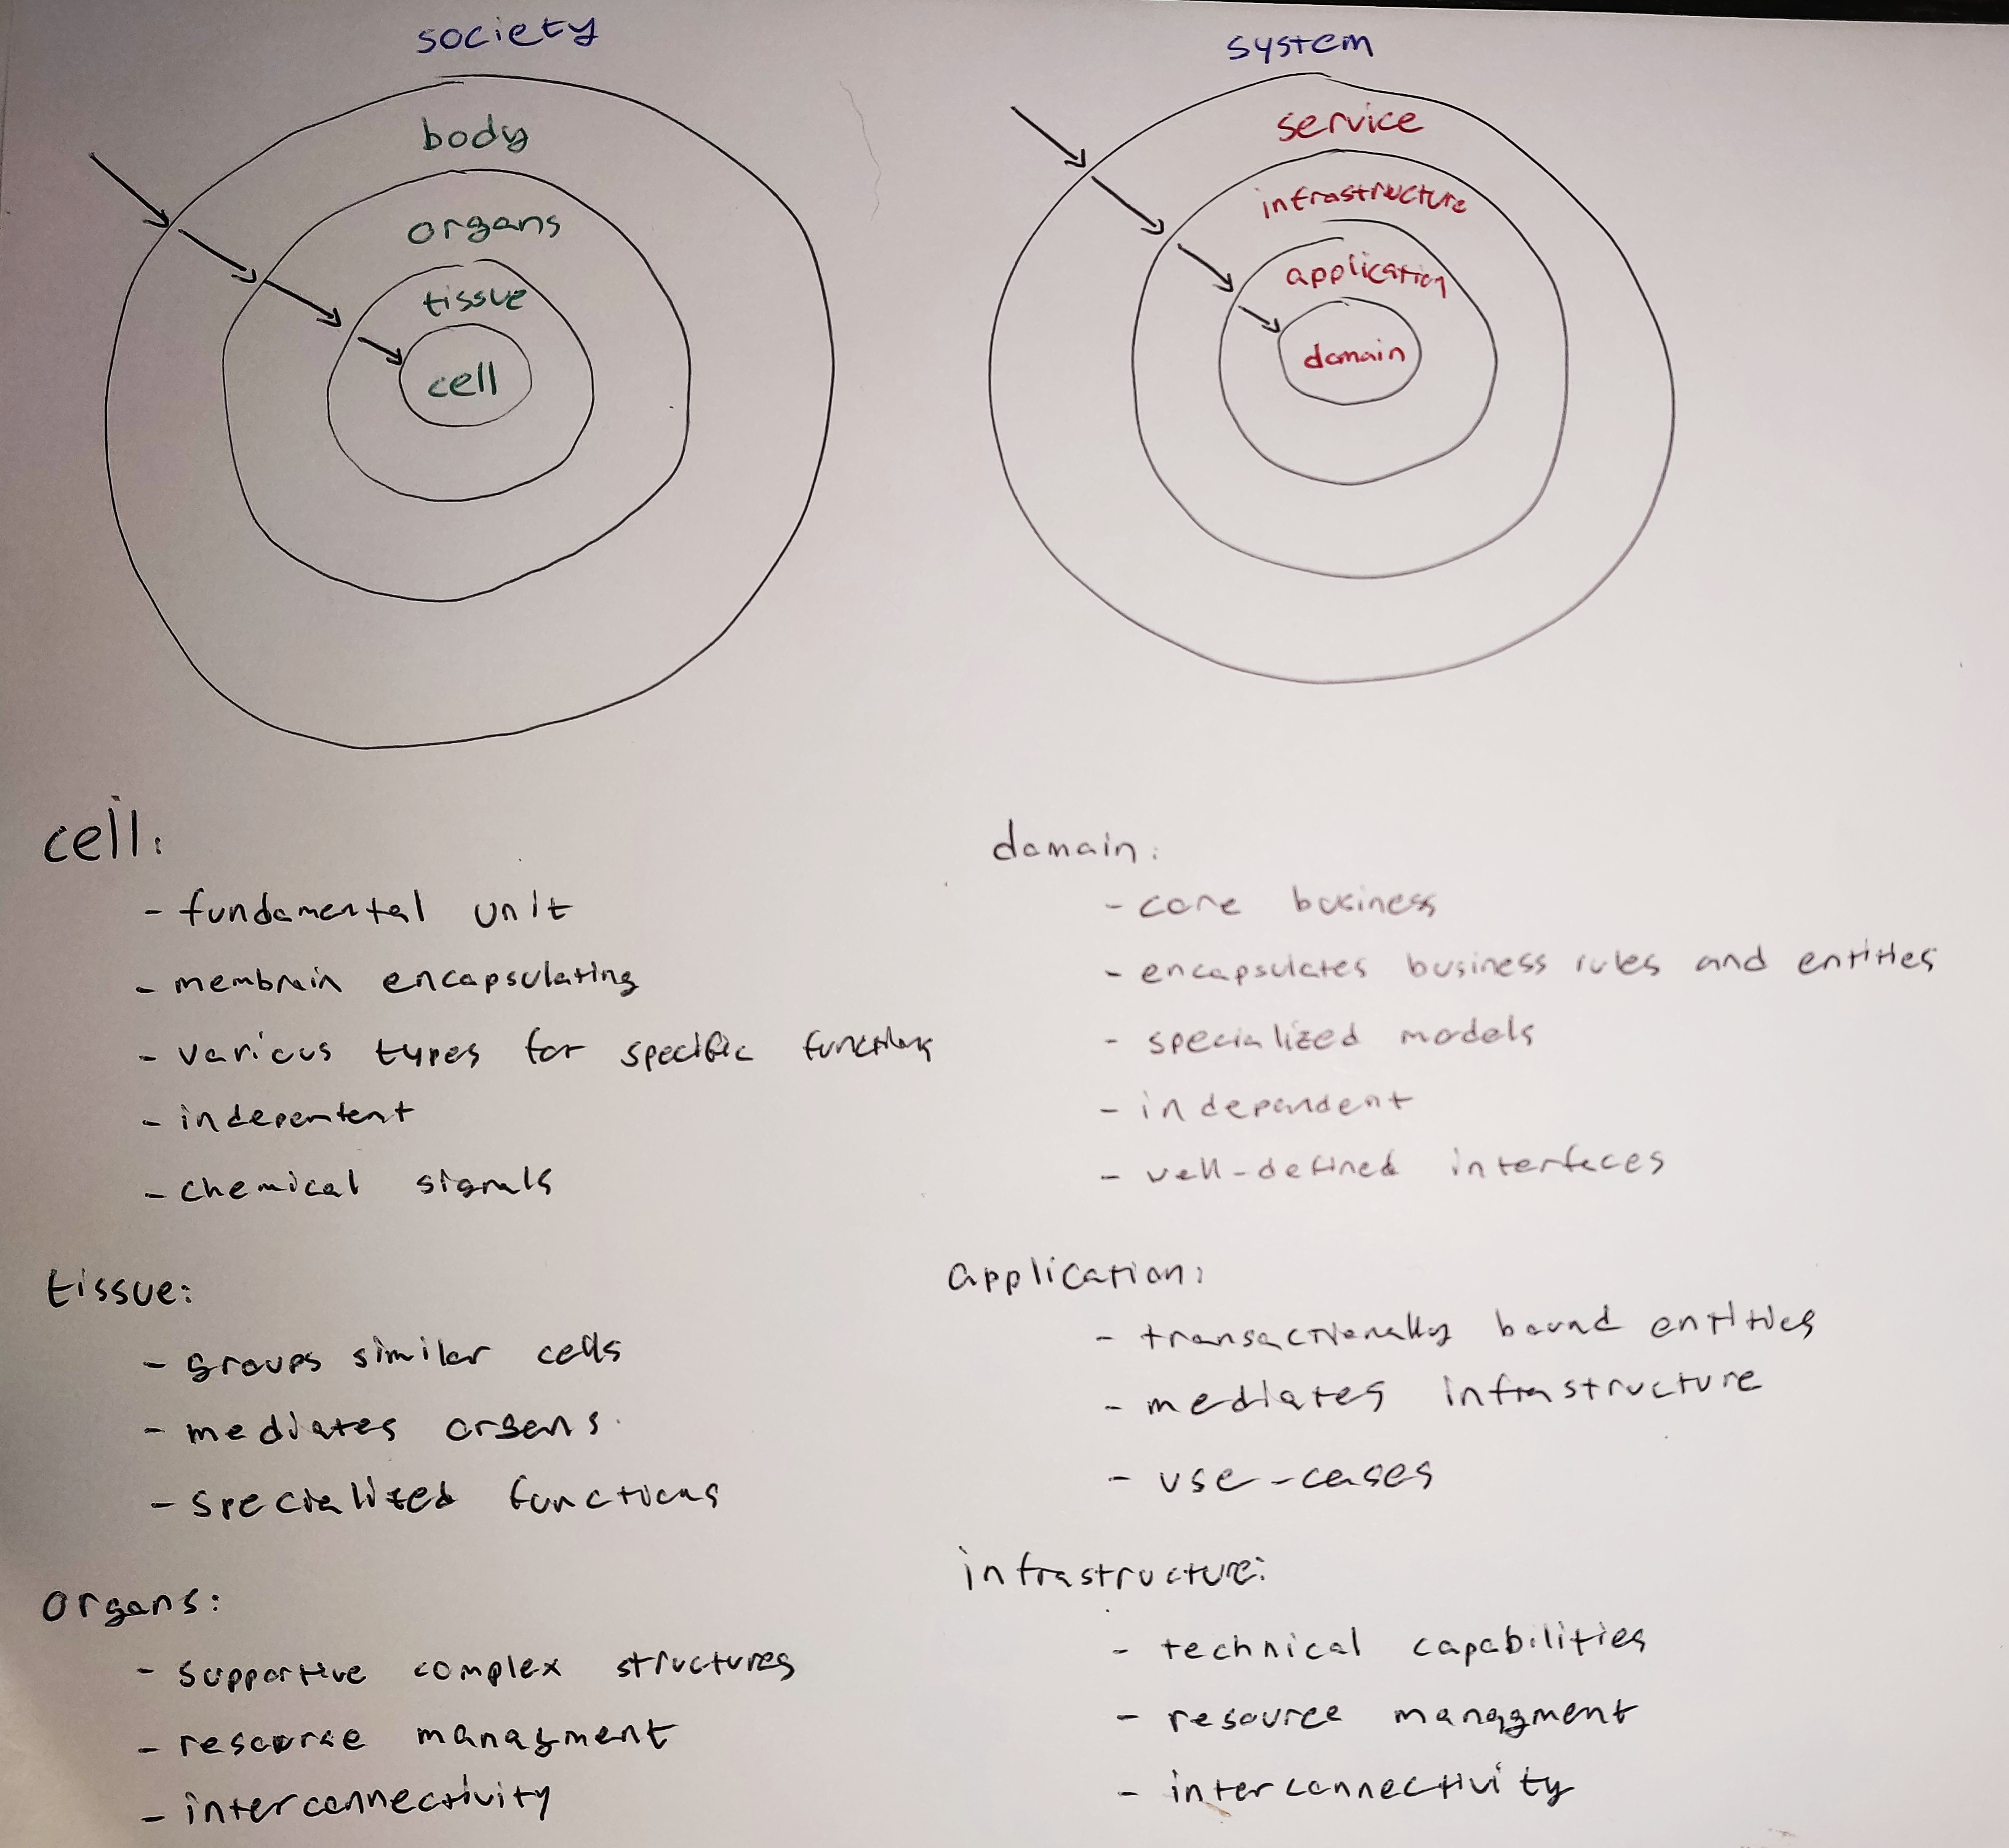 society
body
organs
tissue
cell
system
service
infrastructure
application
domain
cell:
- fundamental unit
- membrain encapsulating
- various types for specific functions
- indepentent
- chemical signals
tissue:
- groups similar cells
- mediates organs
- specialized functions
organs:
- supportive complex structures
- resource managment
- interconnectivity
domain:
- core business
- encapsulates business rules and entities
- specialized models
- independent
- well-defined interfaces
application:
- transactionally bound entities
- mediates infrastructure
- use-cases
infrastructure:
- technical capabilities
- resource managment
- interconnectivity